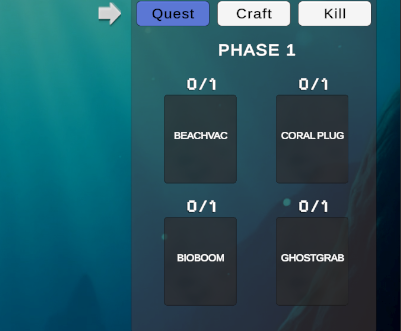 Quest Craft Kill
PHASE 1
0/1 0/1
BEACHVAC CORAL PLUG
0/1 0/1
BIOBOOM GHOSTGRAB